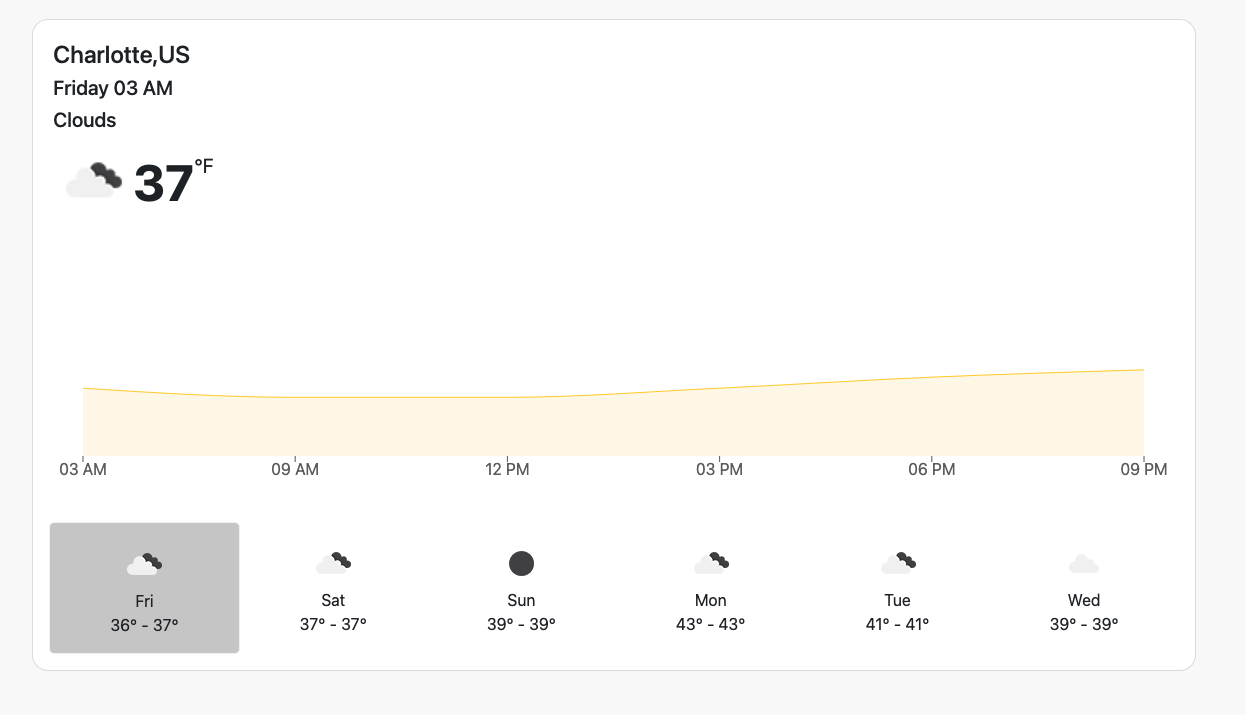 Charlotte,US
Friday 03 AM
Clouds
37°F
03 AM 09 AM 12 PM 03 PM 06 PM 09 PM
Fri Sat Sun Mon Tue Wed
36° - 37° 37° - 37° 39° - 39° 43° - 43° 41° - 41° 39° - 39°